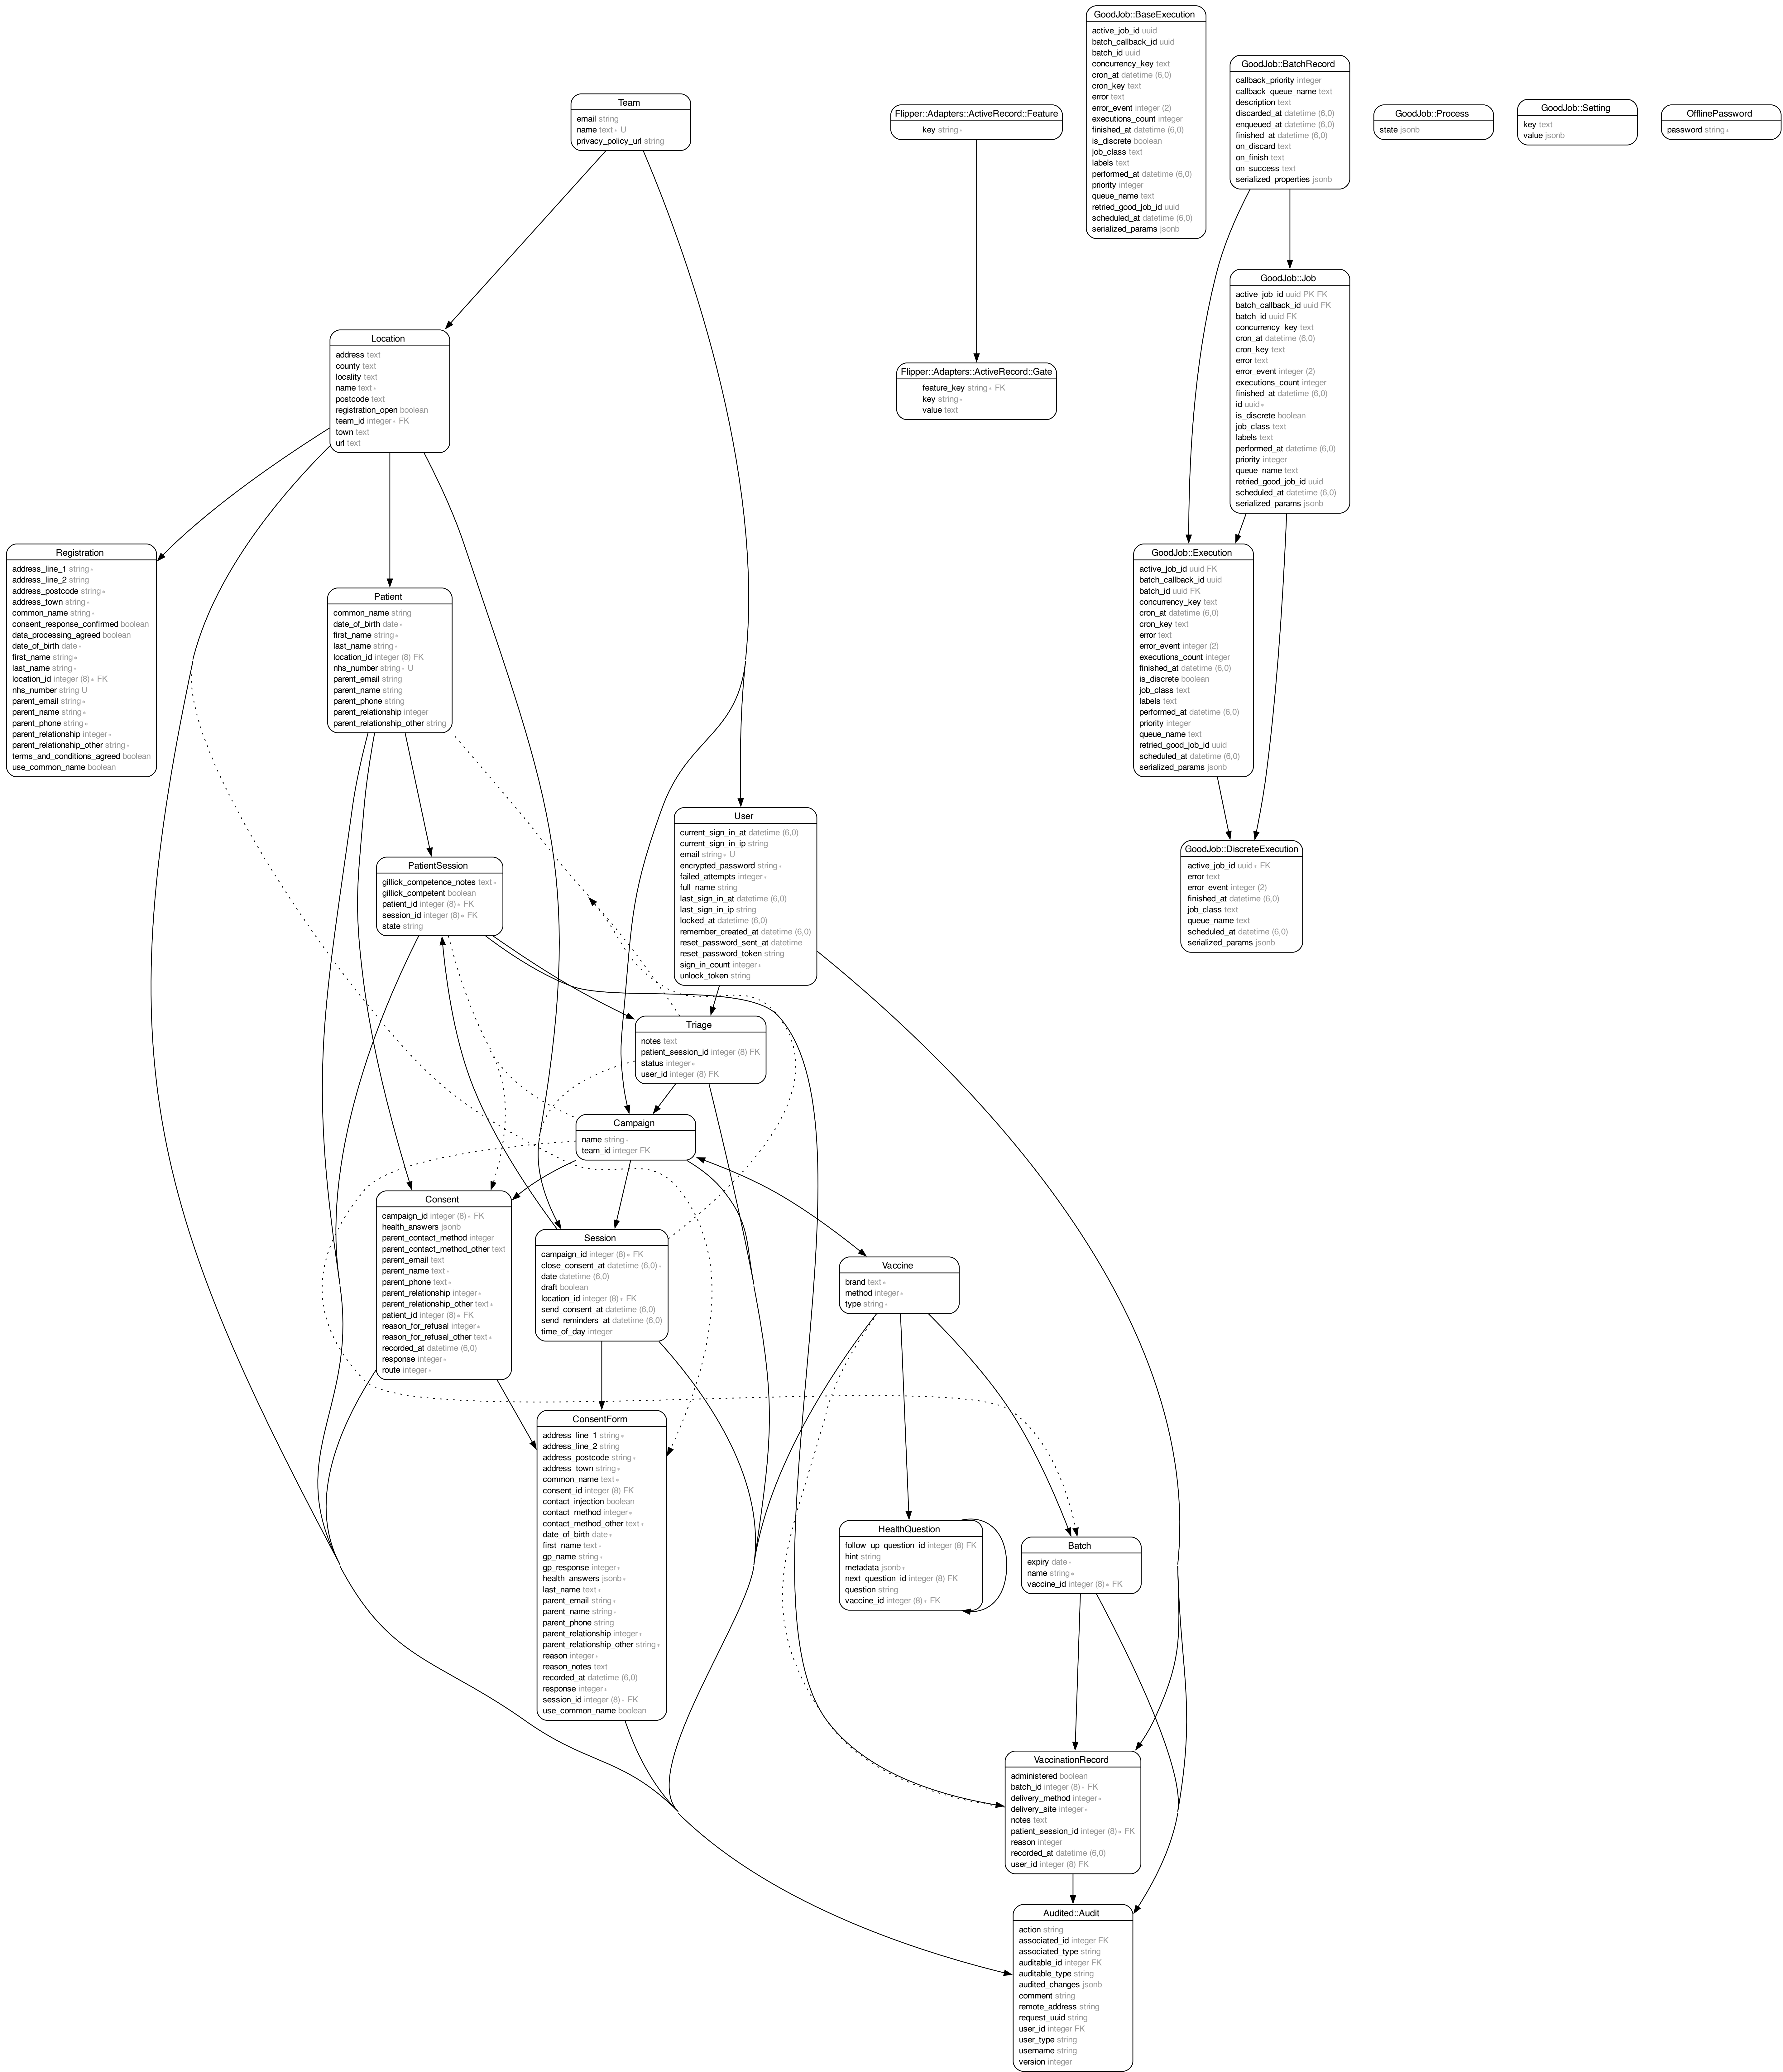 GoodJob::BaseExecution
active_job_id uuid
batch_callback_id uuid
batch_id uuid
concurrency_key text
cron_at datetime (6,0)
cron_key text
error text
error_event integer (2)
executions_count integer
finished_at datetime (6,0)
is_discrete boolean
job_class text
labels text
performed_at datetime (6,0)
priority integer
queue_name text
retried_good_job_id uuid
scheduled_at datetime (6,0)
serialized_params jsonb
GoodJob::BatchRecord
callback_priority integer
callback_queue_name text
description text
discarded_at datetime (6,0)
enqueued_at datetime (6,0)
finished_at datetime (6,0)
on_discard text
on_finish text
on_success text
serialized_properties jsonb
Team
email string
name text∗ U
privacy_policy_url string
Flipper::Adapters::ActiveRecord::Feature
key string∗
GoodJob::Process
state jsonb
GoodJob::Setting
key text
value jsonb
OfflinePassword
password string∗
GoodJob::Job
active_job_id uuid PK FK
batch_callback_id uuid FK
batch_id uuid FK
concurrency_key text
cron_at datetime (6,0)
cron_key text
error text
error_event integer (2)
executions_count integer
finished_at datetime (6,0)
id uuid∗
is_discrete boolean
job_class text
labels text
performed_at datetime (6,0)
priority integer
queue_name text
retried_good_job_id uuid
scheduled_at datetime (6,0)
serialized_params jsonb
Location
address text
county text
locality text
name text∗
postcode text
registration_open boolean
team_id integer∗ FK
town text
url text
Flipper::Adapters::ActiveRecord::Gate
feature_key string∗ FK
key string∗
value text
Registration
address_line_1 string∗
address_line_2 string
address_postcode string∗
address_town string∗
common_name string∗
consent_response_confirmed boolean
data_processing_agreed boolean
date_of_birth date∗
first_name string∗
last_name string∗
location_id integer (8)∗ FK
nhs_number string U
parent_email string∗
parent_name string∗
parent_phone string∗
parent_relationship integer∗
parent_relationship_other string∗
terms_and_conditions_agreed boolean
use_common_name boolean
Patient
common_name string
date_of_birth date∗
first_name string∗
last_name string∗
location_id integer (8) FK
nhs_number string∗ U
parent_email string
parent_name string
parent_phone string
parent_relationship integer
parent_relationship_other string
GoodJob::Execution
active_job_id uuid FK
batch_callback_id uuid
batch_id uuid FK
concurrency_key text
cron_at datetime (6,0)
cron_key text
error text
error_event integer (2)
executions_count integer
finished_at datetime (6,0)
is_discrete boolean
job_class text
labels text
performed_at datetime (6,0)
priority integer
queue_name text
retried_good_job_id uuid
scheduled_at datetime (6,0)
serialized_params jsonb
User
current_sign_in_at datetime (6,0)
current_sign_in_ip string
email string∗ U
encrypted_password string∗
failed_attempts integer∗
full_name string
last_sign_in_at datetime (6,0)
last_sign_in_ip string
locked_at datetime (6,0)
remember_created_at datetime (6,0)
reset_password_sent_at datetime
reset_password_token string
sign_in_count integer∗
unlock_token string
GoodJob::DiscreteExecution
active_job_id uuid∗ FK
error text
error_event integer (2)
finished_at datetime (6,0)
job_class text
queue_name text
scheduled_at datetime (6,0)
serialized_params jsonb
PatientSession
gillick_competence_notes text∗
gillick_competent boolean
patient_id integer (8)∗ FK
session_id integer (8)∗ FK
state string
Triage
notes text
patient_session_id integer (8) FK
status integer∗
user_id integer (8) FK
Campaign
name string∗
team_id integer FK
Consent
campaign_id integer (8)∗ FK
health_answers jsonb
parent_contact_method integer
parent_contact_method_other text
parent_email text
parent_name text∗
parent_phone text∗
parent_relationship integer∗
parent_relationship_other text∗
patient_id integer (8)∗ FK
reason_for_refusal integer∗
reason_for_refusal_other text∗
recorded_at datetime (6,0)
response integer∗
route integer∗
Session
campaign_id integer (8)∗ FK
close_consent_at datetime (6,0)∗
date datetime (6,0)
draft boolean
location_id integer (8)∗ FK
send_consent_at datetime (6,0)
send_reminders_at datetime (6,0)
time_of_day integer
Vaccine
brand text∗
method integer∗
type string∗
ConsentForm
address_line_1 string∗
address_line_2 string
address_postcode string∗
address_town string∗
common_name text∗
consent_id integer (8) FK
contact_injection boolean
contact_method integer∗
contact_method_other text∗
date_of_birth date∗
first_name text∗
gp_name string∗
gp_response integer∗
health_answers jsonb∗
last_name text∗
parent_email string∗
parent_name string∗
parent_phone string
parent_relationship integer∗
parent_relationship_other string∗
reason integer∗
reason_notes text
recorded_at datetime (6,0)
response integer∗
session_id integer (8)∗ FK
use_common_name boolean
HealthQuestion
follow_up_question_id integer (8) FK
hint string
metadata jsonb∗
next_question_id integer (8) FK
question string
vaccine_id integer (8)∗ FK
Batch
expiry date∗
name string∗
vaccine_id integer (8)∗ FK
VaccinationRecord
administered boolean
batch_id integer (8)∗ FK
delivery_method integer∗
delivery_site integer∗
notes text
patient_session_id integer (8)∗ FK
reason integer
recorded_at datetime (6,0)
user_id integer (8) FK
Audited::Audit
action string
associated_id integer FK
associated_type string
auditable_id integer FK
auditable_type string
audited_changes jsonb
comment string
remote_address string
request_uuid string
user_id integer FK
user_type string
username string
version integer